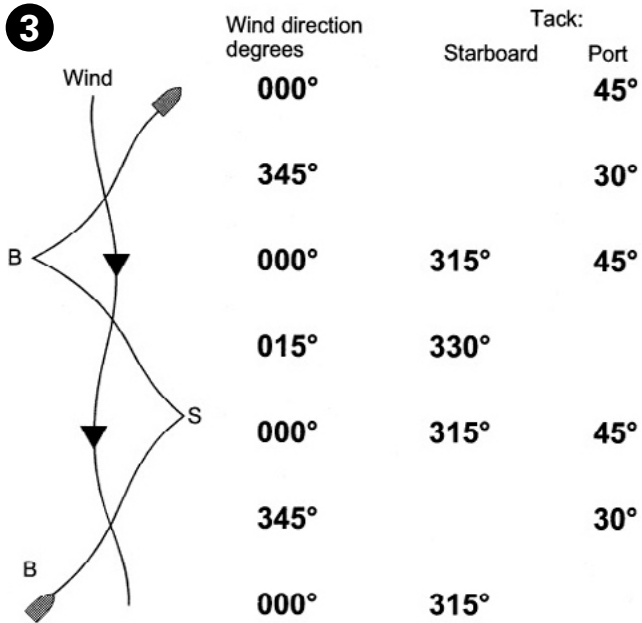 3
Wind direction
degrees
Tack:
Starboard Port
Wind
000° 45°
345° 30°
B 000° 315° 45°
015° 330°
S 000° 315° 45°
345° 30°
B
000° 315°